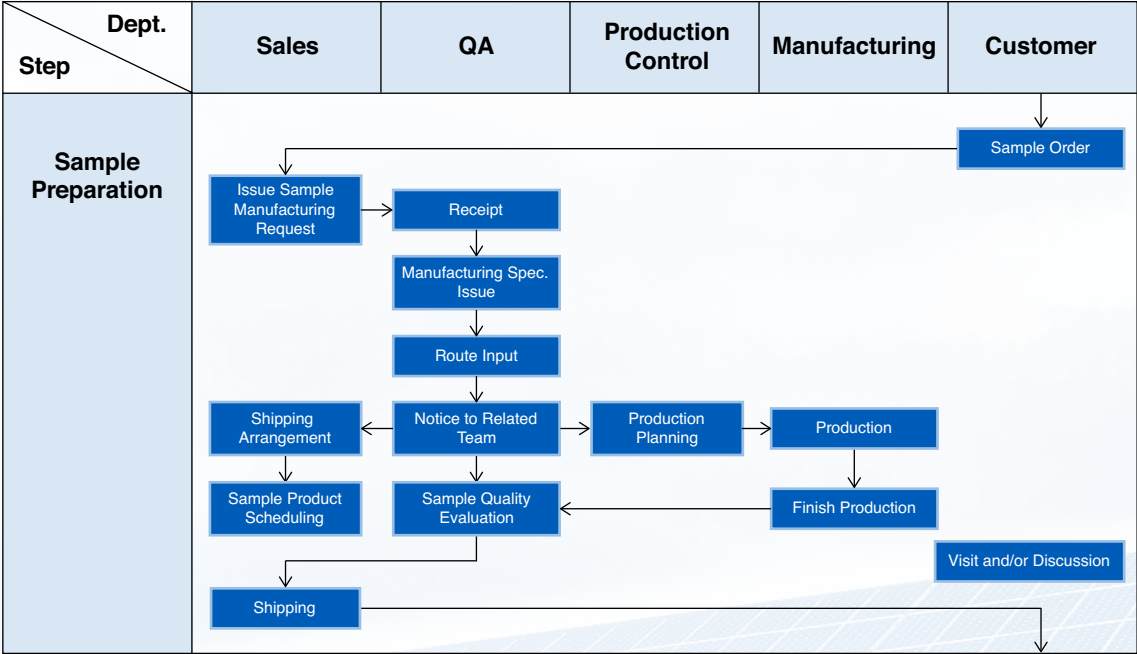 Dept.
Step
Sales
QA
Production
Control
Manufacturing
Customer
Sample
Preparation
Sample Order
Issue Sample
Manufacturing
Request
Receipt
Manufacturing Spec.
Issue
Route Input
Shipping
Arrangement
Notice to Related
Team
Production
Planning
Production
Sample Product
Scheduling
Sample Quality
Evaluation
Finish Production
Visit and/or Discussion
Shipping